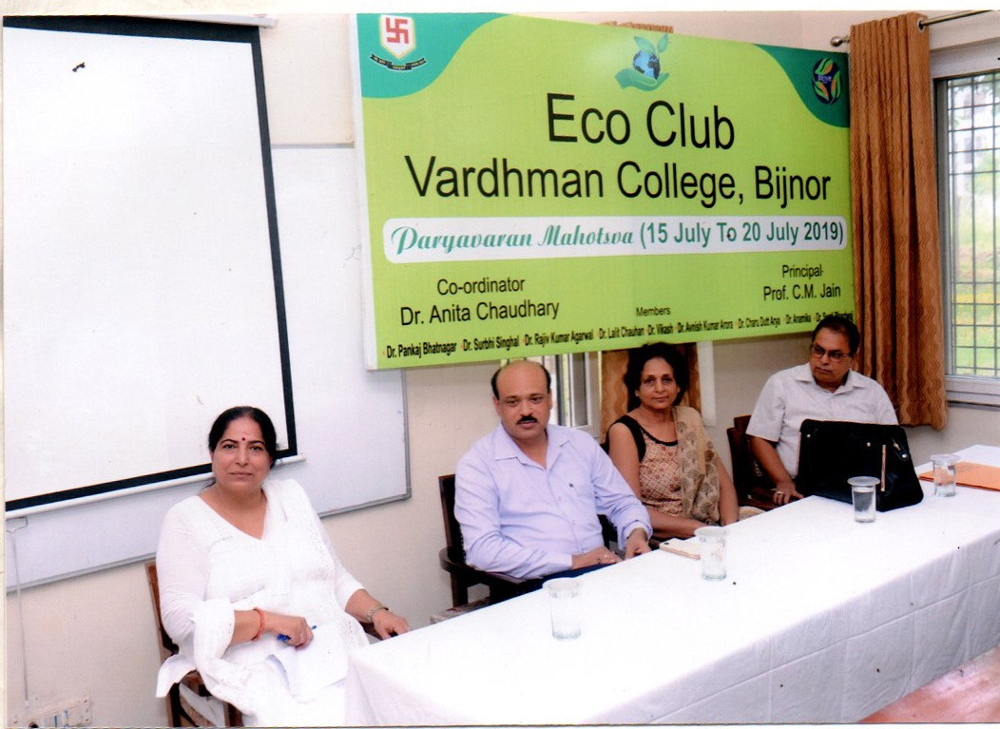 Eco Club
Vardhman College, Bijnor
Paryavaran Mahotsva (15 July To 20 July 2019)
Co-ordinator
Dr. Anita Chaudhary
Principal
Prof. C.M. Jain
Members
Dr. Pankaj Bhatnagar Dr. Surbhi Singhal Dr. Rajiv Kumar Agarwal Dr. Lalit Chauhan Dr. Vikash Dr. Avnish Kumar Arora Dr. Charu Dutt Arya Dr. Anamika